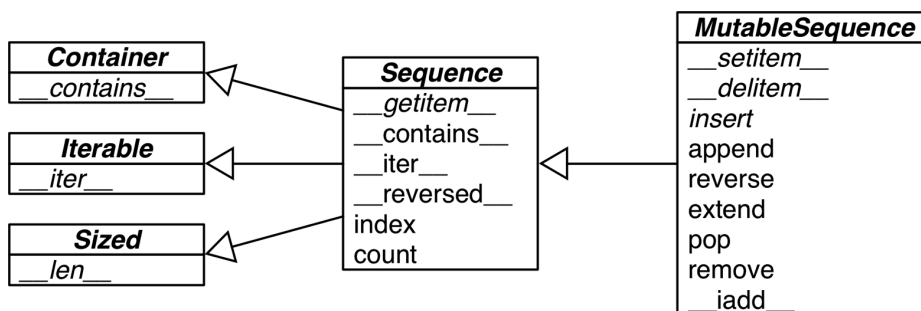 Container
__contains__
Iterable
__iter__
Sized
__len__
Sequence
__getitem__
__contains__
__iter__
__reversed__
index
count
MutableSequence
__setitem__
__delitem__
insert
append
reverse
extend
pop
remove
__iadd__